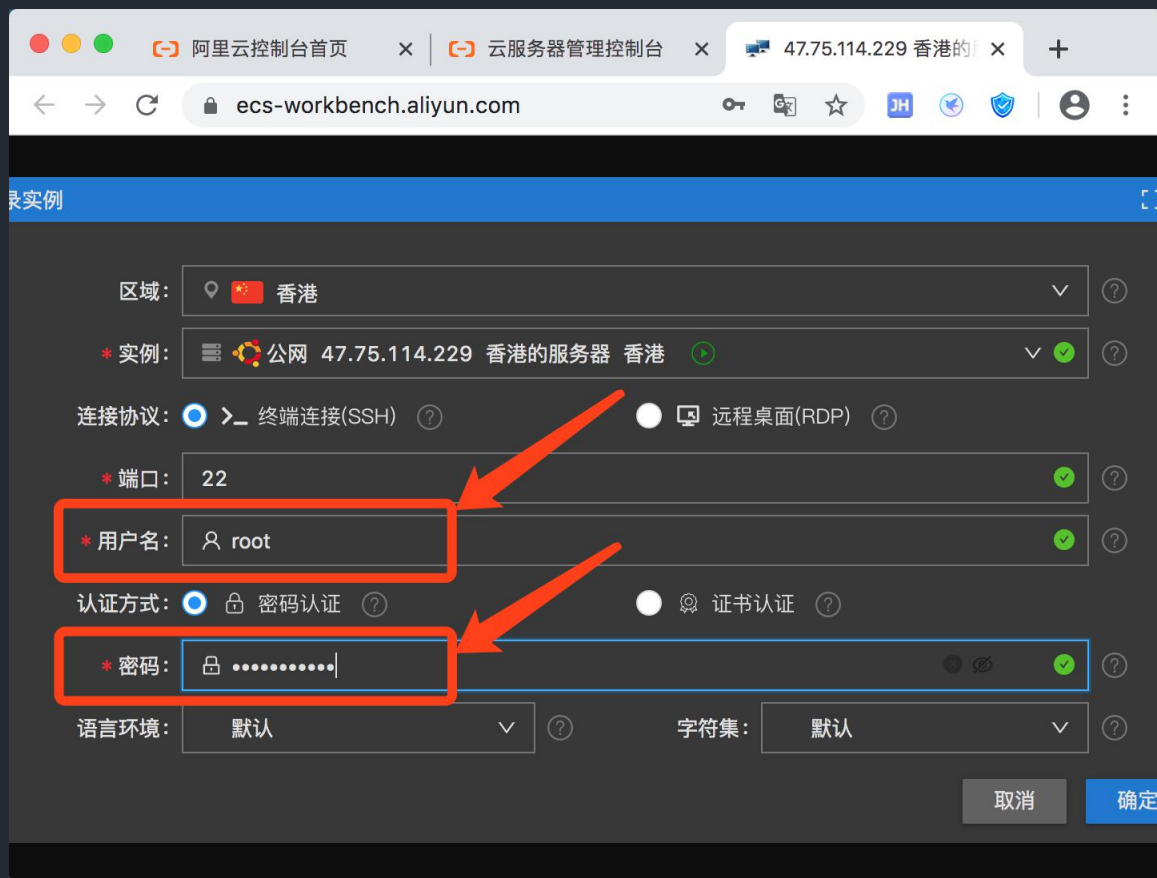 阿里云控制台首页 云服务器管理控制台 47.75.114.229 香港的
ecs-workbench.aliyun.com JH
录实例
区域: 香港
* 实例: 公网 47.75.114.229 香港的服务器 香港
连接协议: 终端连接(SSH) 远程桌面(RDP)
* 端口: 22
* 用户名: root
认证方式: 密码认证 证书认证
* 密码: •••••••••••
语言环境: 默认 字符集: 默认
取消 确定